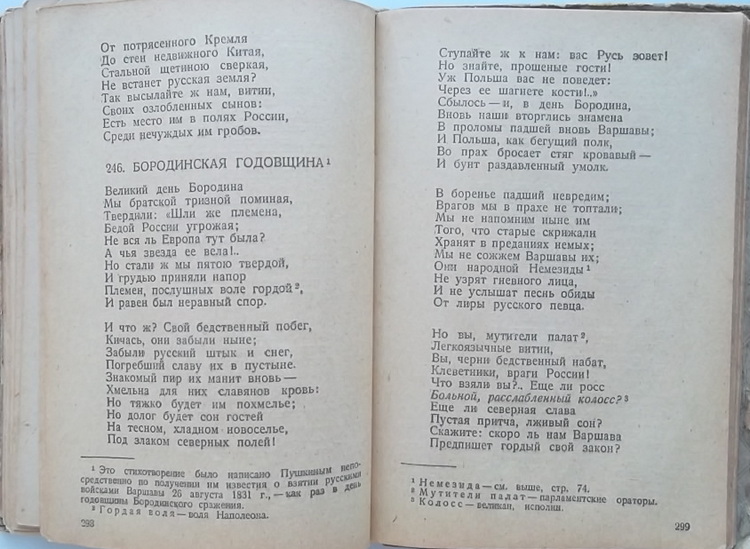 От потрясенного Кремля
До стен недвижного Китая,
Стальной щетиною сверкая,
Не встанет русская земля?
Так высылайте ж нам, витии,
Своих озлобленных сынов:
Есть место им в полях России,
Среди нечуждых им гробов.
246. БОРОДИНСКАЯ ГОДОВЩИНА¹
Великий день Бородина
Мы братской тризной поминая,
Твердили: «Шли же племена,
Бедой России угрожая;
Не вся ль Европа тут была?
А чья звезда ее вела!..
Но стали ж мы пятою твердой,
И грудью приняли напор
Племен, послушных воле гордой²,
И равен был неравный спор.
И что ж? Свой бедственный побег,
Кичась, они забыли ныне;
Забыли русский штык и снег,
Погребший славу их в пустыне.
Знакомый пир их манит вновь —
Хмельна для них славянов кровь:
Но тяжко будет им похмелье;
Но долог будет сон гостей
На тесном, хладном новоселье,
Под злаком северных полей!
¹ Это стихотворение было написано Пушкиным непо-
средственно по получении им известия о взятии русскими
войсками Варшавы 26 августа 1831 г., — как раз в день
годовщины Бородинского сражения.
² Гордая воля — воля Наполеона.
298
Ступайте ж к нам: вас Русь зовет!
Но знайте, прошеные гости!
Уж Польша вас не поведет:
Через ее шагнете кости!..»
Сбылось — и, в день Бородина,
Вновь наши вторглись знамена
В проломы падшей вновь Варшавы;
И Польша, как бегущий полк,
Во прах бросает стяг кровавый —
И бунт раздавленный умолк.
В боренье падший невредим;
Врагов мы в прахе не топтали;
Мы не напомним ныне им
Того, что старые скрижали
Хранят в преданиях немых;
Мы не сожжем Варшавы их;
Они народной Немезиды¹
Не узрят гневного лица,
И не услышат песнь обиды
От лиры русского певца.
Но вы, мутители палат²,
Легкоязычные витии,
Вы, черни бедственный набат,
Клеветники, враги России!
Что взяли вы?.. Еще ли росс
Больной, расслабленный колосс?³
Еще ли северная слава
Пустая притча, лживый сон?
Скажите: скоро ль нам Варшава
Предпишет гордый свой закон?
¹ Немезида — см. выше, стр. 74.
² Мутители палат — парламентские ораторы.
³ Колосс — великан, исполин.
299